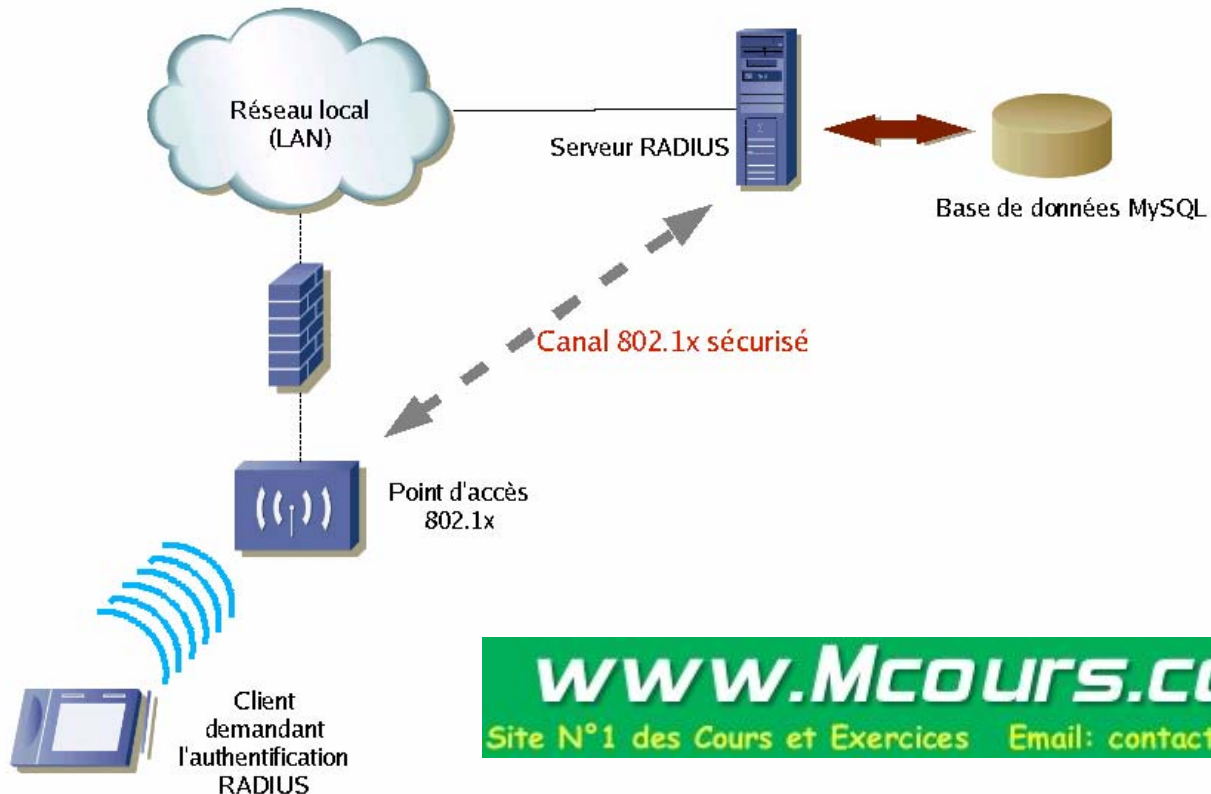 Réseau local
(LAN)
Serveur RADIUS
Base de données MySQL
Canal 802.1x sécurisé
Point d'accès
802.1x
Client
demandant
l'authentification
RADIUS
www.Mcours.co
Site N°1 des Cours et Exercices Email: contact